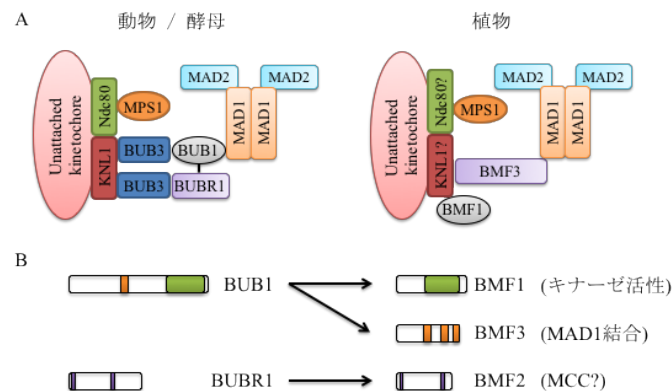 A
動物 / 酵母
植物
Unattached
kinetochore
Ndc80
MPS1
KNL1
BUB3
BUB3
BUB1
BUBR1
MAD2
MAD2
MAD1
MAD1
Unattached
kinetochore
Ndc80?
MPS1
KNL1?
BMF3
BMF1
MAD2
MAD2
MAD1
MAD1
B
BUB1
BMF1 (キナーゼ活性)
BMF3 (MAD1結合)
BUBR1
BMF2 (MCC?)